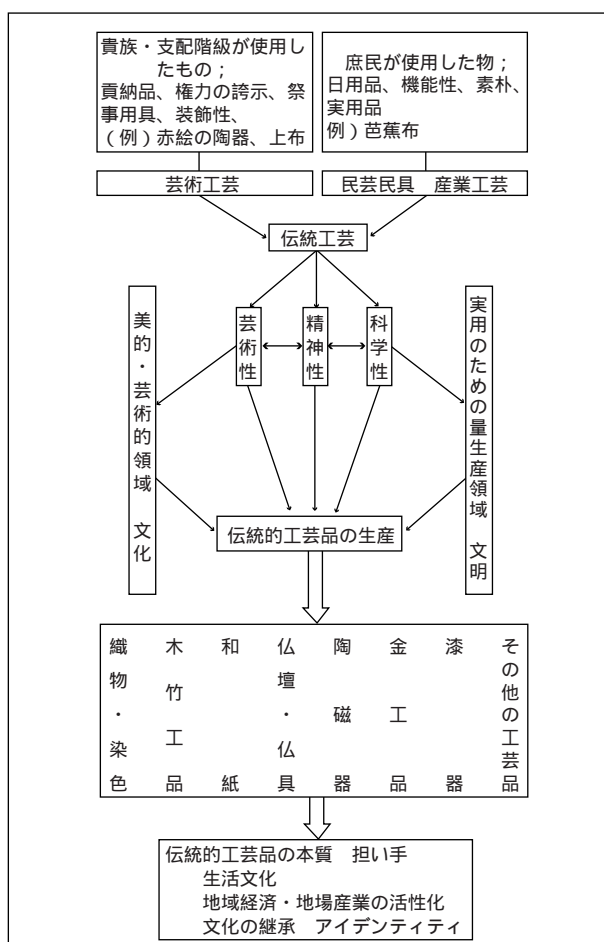 貴族・支配階級が使用し
たもの；
貢納品、権力の誇示、祭
事用具、装飾性、
（例）赤絵の陶器、上布
庶民が使用した物；
日用品、機能性、素朴、
実用品
例）芭蕉布
芸術工芸
民芸民具　産業工芸
伝統工芸
美的・芸術的領域　文化
芸術性
精神性
科学性
実用のための量生産領域　文明
伝統的工芸品の生産
織物・染色
木竹工品
和紙
仏壇・仏具
陶磁器
金工品
漆器
その他の工芸品
伝統的工芸品の本質　担い手
生活文化
地域経済・地場産業の活性化
文化の継承　アイデンティティ